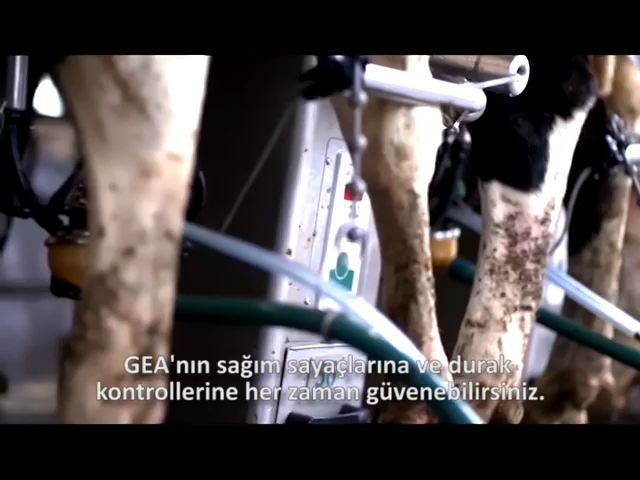 GEA'nın sağım sayaçlarına ve durak
kontrollerine her zaman güvenebilirsiniz.